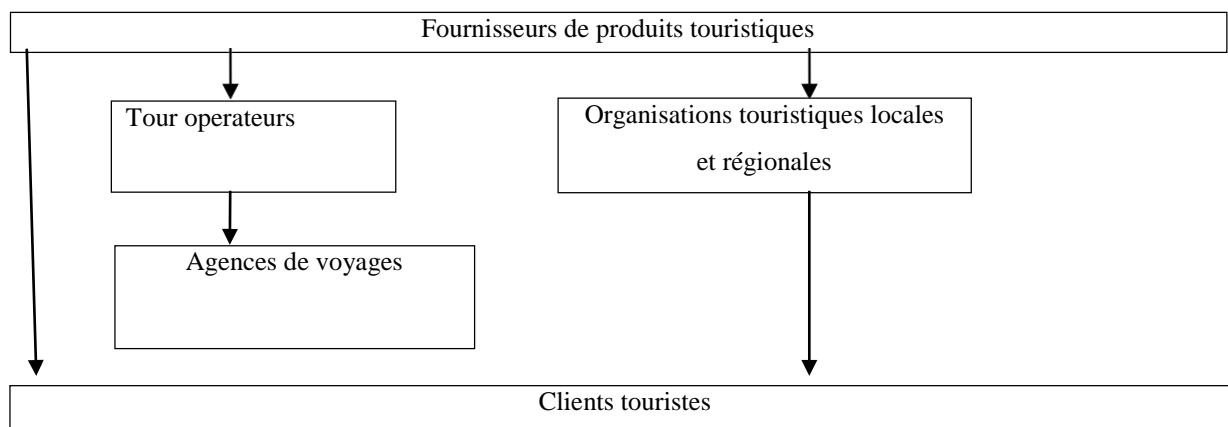 Fournisseurs de produits touristiques
Tour operateurs
Organisations touristiques locales
et régionales
Agences de voyages
Clients touristes